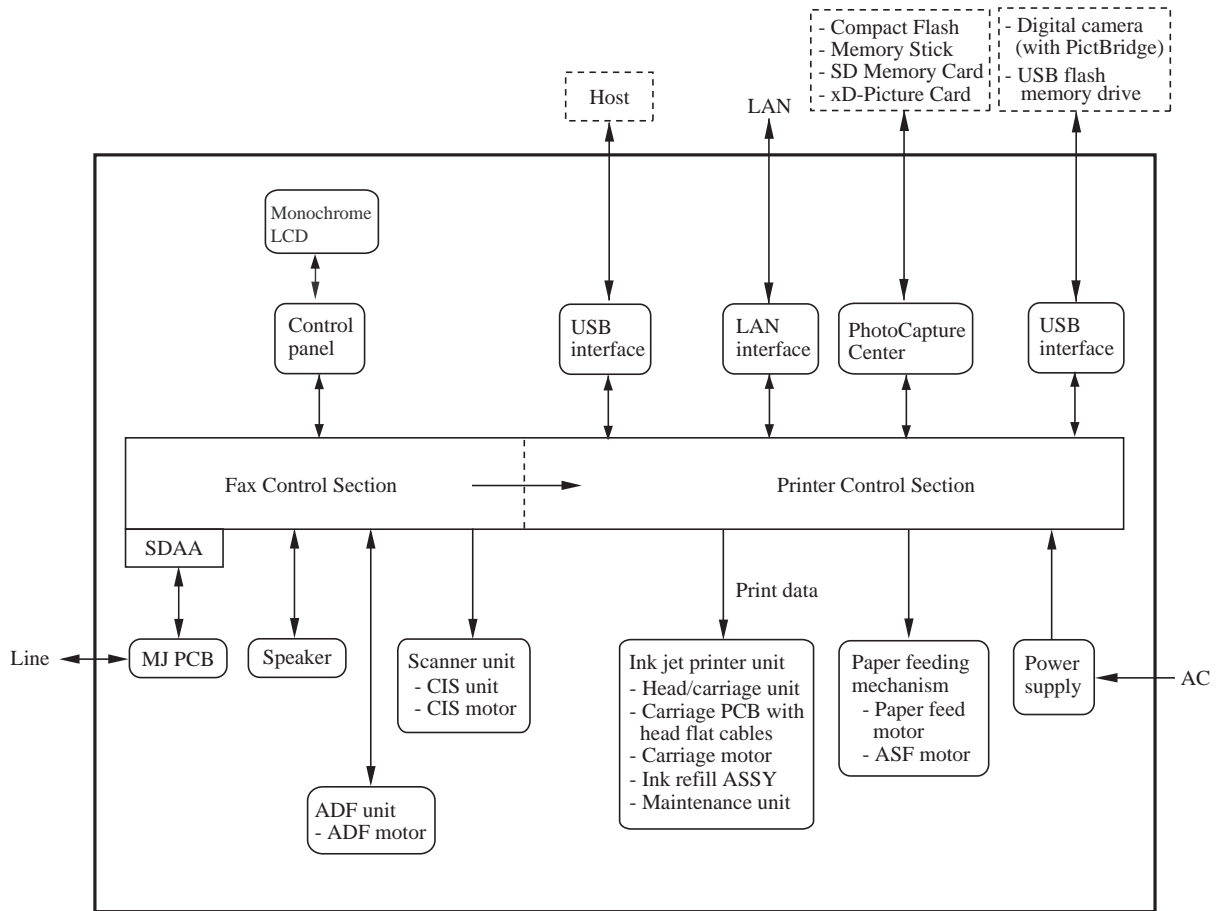 - Compact Flash
- Memory Stick
- SD Memory Card
- xD-Picture Card
- Digital camera
(with PictBridge)
- USB flash
memory drive
Host
LAN
Monochrome
LCD
Control
panel
USB
interface
LAN
interface
PhotoCapture
Center
USB
interface
Fax Control Section
Printer Control Section
SDAA
Print data
Line
MJ PCB
Speaker
Scanner unit
- CIS unit
- CIS motor
Ink jet printer unit
- Head/carriage unit
- Carriage PCB with
head flat cables
- Carriage motor
- Ink refill ASSY
- Maintenance unit
Paper feeding
mechanism
- Paper feed
motor
- ASF motor
Power
supply
AC
ADF unit
- ADF motor